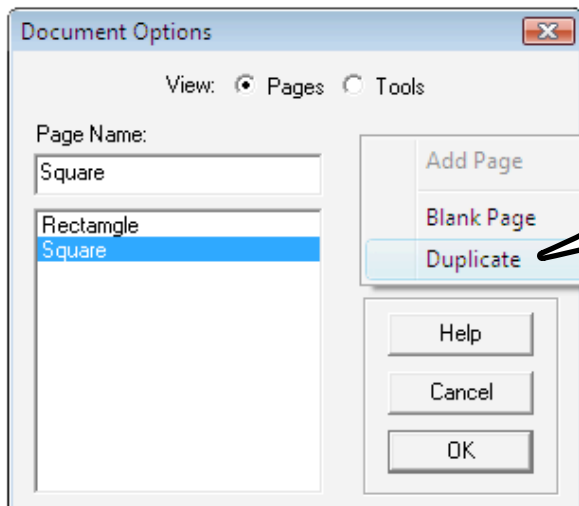 Document Options
View: Pages Tools
Page Name:
Square
Rectamgle
Square
Add Page
Blank Page
Duplicate
Help
Cancel
OK